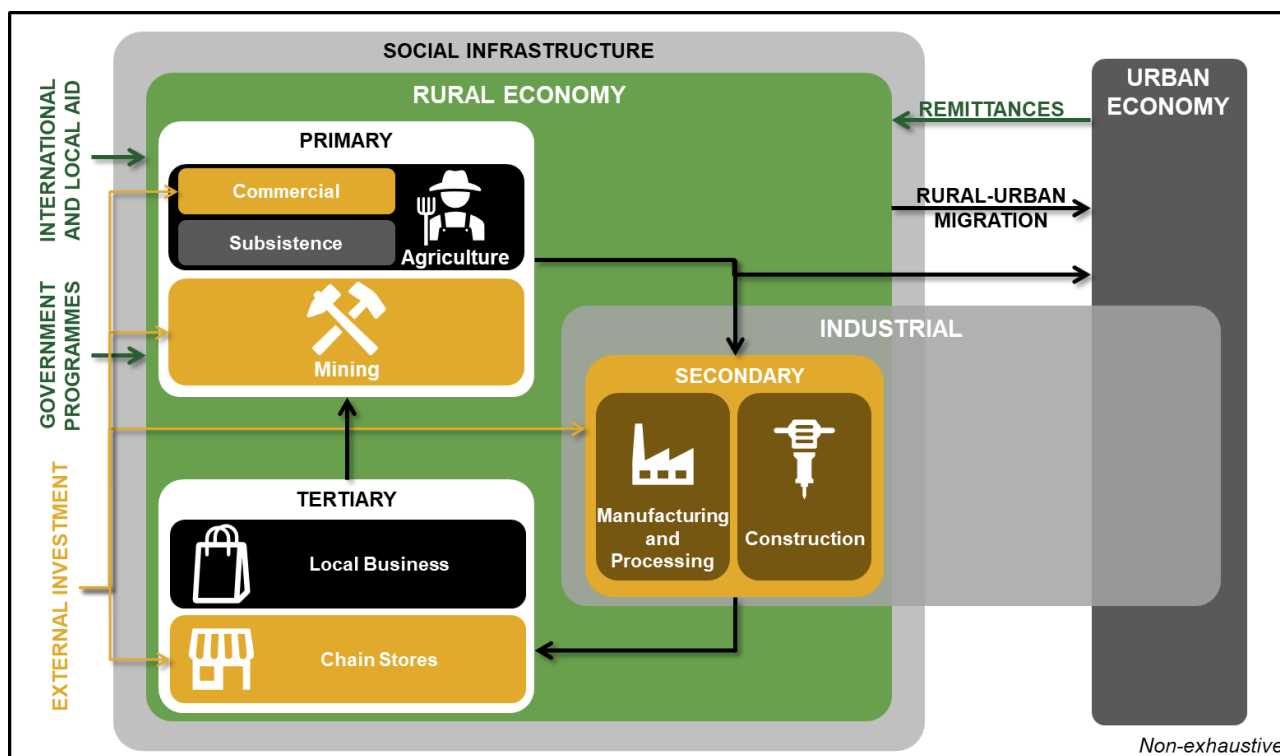 SOCIAL INFRASTRUCTURE
RURAL ECONOMY
URBAN
ECONOMY
INTERNATIONAL
AND LOCAL AID
GOVERNMENT
PROGRAMMES
EXTERNAL INVESTMENT
PRIMARY
Commercial
Subsistence
Agriculture
Mining
REMITTANCES
RURAL-URBAN
MIGRATION
INDUSTRIAL
SECONDARY
Manufacturing
and
Processing
Construction
TERTIARY
Local Business
Chain Stores
Non-exhaustive